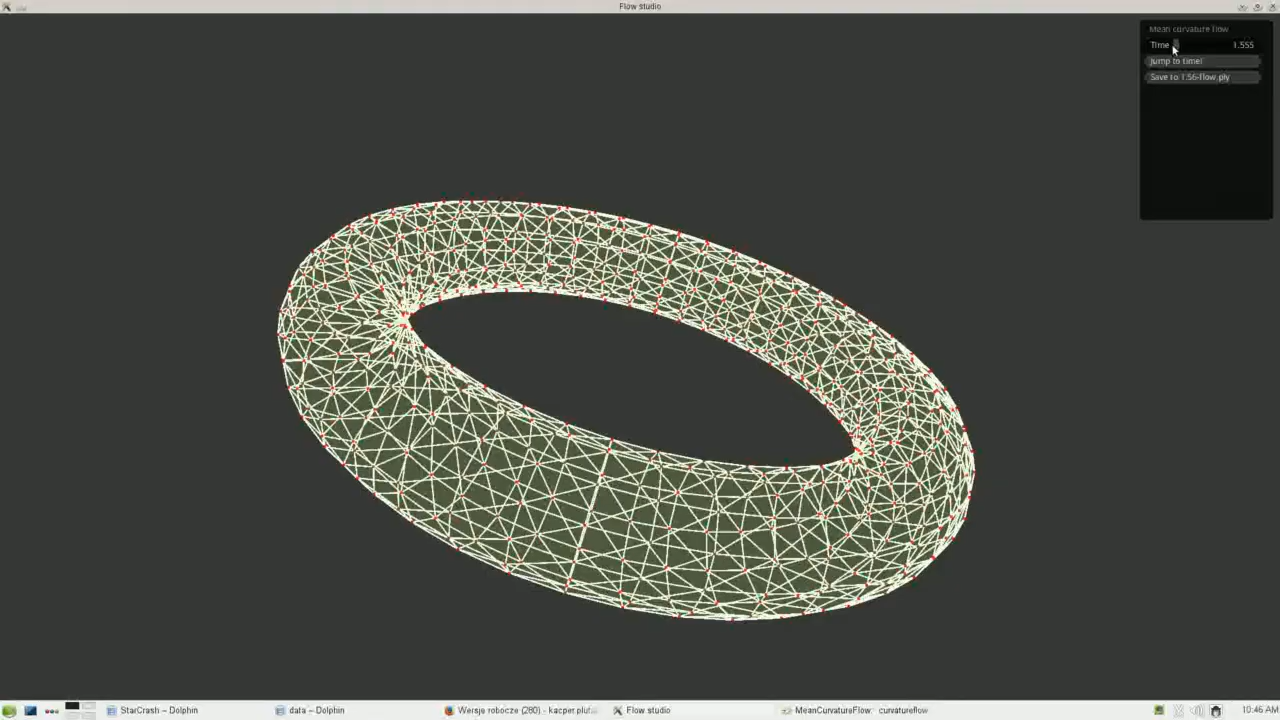 Flow studio
Mean curvature flow
Time 1.555
Jump to time!
Save to 1.56-flow.ply
StarCrash – Dolphin
data – Dolphin
Wersje robocze (280) - kacper.plut...
Flow studio
MeanCurvatureFlow: curvatureflow
10:46 AM